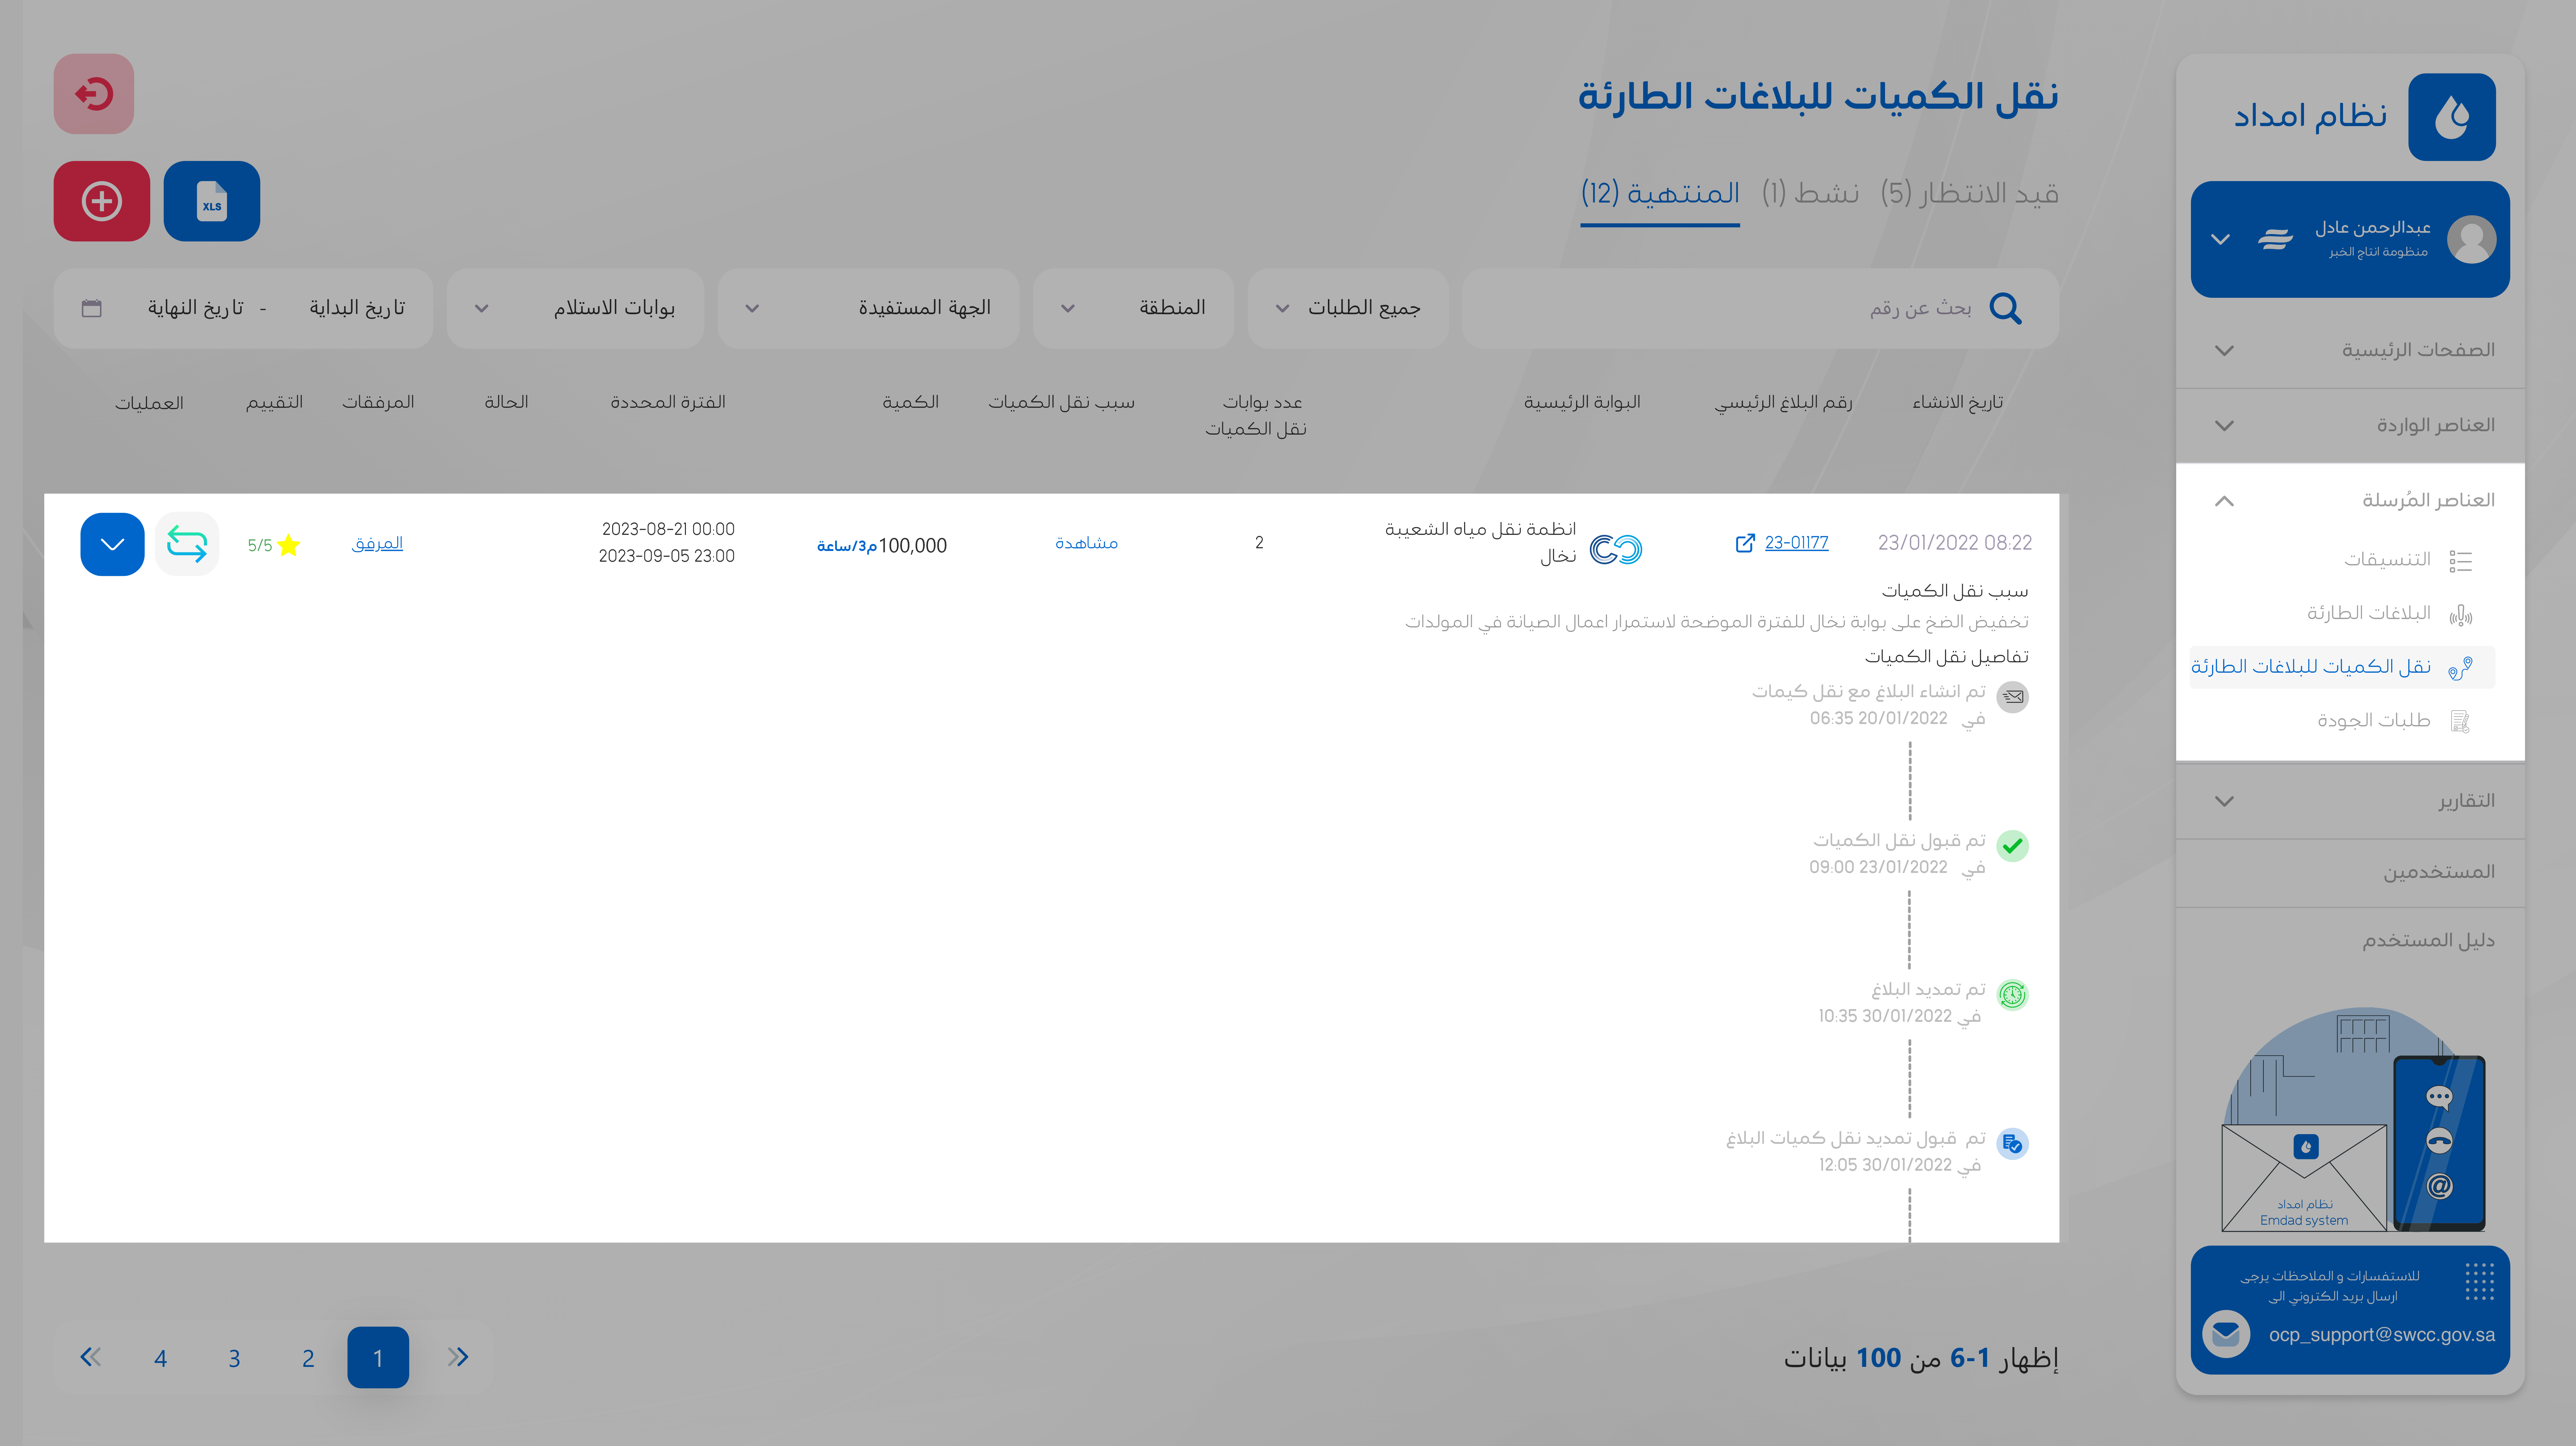 نظام امداد
عبدالرحمن عادل
منظومة انتاج الخبر
الصفحات الرئيسية
العناصر الواردة
العناصر المُرسلة
التنسيقات
البلاغات الطارئة
نقل الكميات للبلاغات الطارئة
طلبات الجودة
التقارير
المستخدمين
دليل المستخدم
نظام امداد
Emdad system
للاستفسارات و الملاحظات يرجى
ارسال بريد الكتروني الى
ocp_support@swcc.gov.sa
نقل الكميات للبلاغات الطارئة
قيد الانتظار (5) نشط (1) المنتهية (12)
XLS
بحث عن رقم
جميع الطلبات
المنطقة
الجهة المستفيدة
بوابات الاستلام
تاريخ البداية - تاريخ النهاية
تاريخ الانشاء
رقم البلاغ الرئيسي
البوابة الرئيسية
عدد بوابات
نقل الكميات
سبب نقل الكميات
الكمية
الفترة المحددة
الحالة
المرفقات
التقييم
العمليات
23/01/2022 08:22
23-01177
انظمة نقل مياه الشعيبة
نخال
2
مشاهدة
100,000م3/ساعة
2023-08-21 00:00
2023-09-05 23:00
المرفق
5/5
سبب نقل الكميات
تخفيض الضخ على بوابة نخال للفترة الموضحة لاستمرار اعمال الصيانة في المولدات
تفاصيل نقل الكميات
تم انشاء البلاغ مع نقل كيمات
في 20/01/2022 06:35
تم قبول نقل الكميات
في 23/01/2022 09:00
تم تمديد البلاغ
في 30/01/2022 10:35
تم قبول تمديد نقل كميات البلاغ
في 30/01/2022 12:05
إظهار 1-6 من 100 بيانات
1 2 3 4